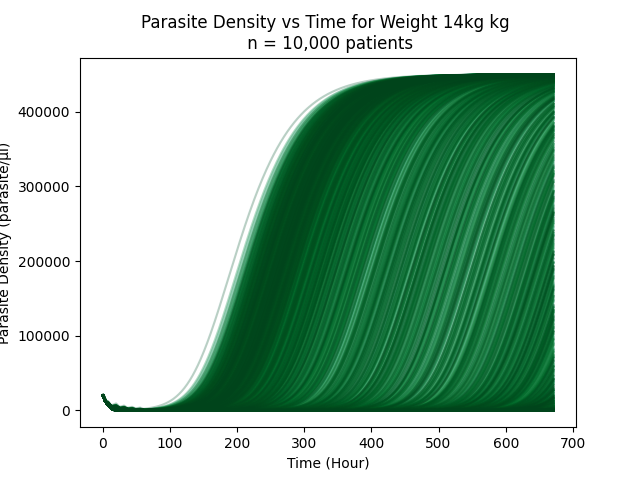 Parasite Density vs Time for Weight 14kg kg
n = 10,000 patients
Parasite Density (parasite/µl)
400000
300000
200000
100000
0
0 100 200 300 400 500 600 700
Time (Hour)